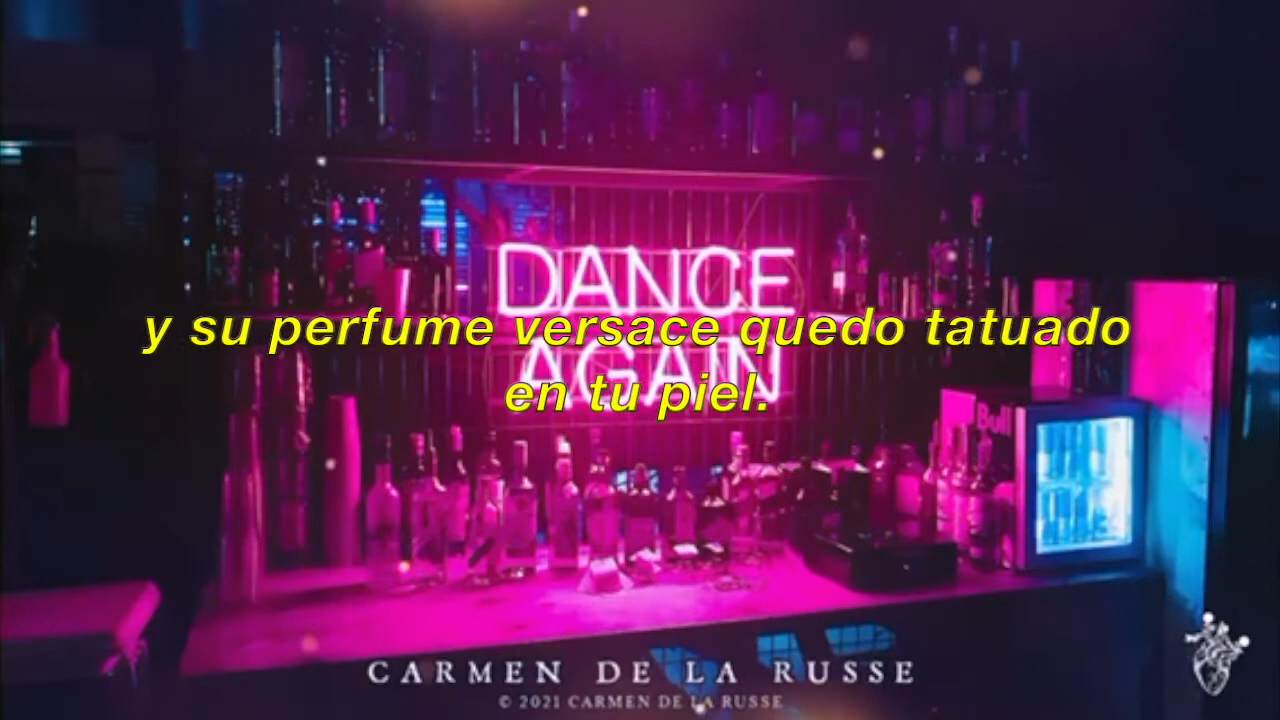 DANCE
y su perfume versace quedo tatuado
AGAIN
en tu piel.
Bull
CARMEN DE LA RUSSE
© 2021 CARMEN DE LA RUSSE